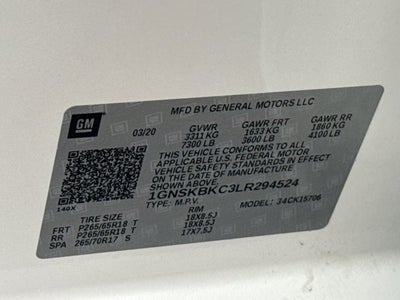 GM
MFD BY GENERAL MOTORS LLC
03/20 GVWR GAWR FRT GAWR RR
3311 KG 1633 KG 1860 KG
7300 LB 3600 LB 4100 LB
THIS VEHICLE CONFORMS TO ALL
APPLICABLE U.S. FEDERAL MOTOR
VEHICLE SAFETY STANDARDS IN EFFECT
ON THE DATE OF MANUFACTURE
SHOWN ABOVE.
1GNSKBKC3LR294524
140X TYPE: M.P.V. MODEL: 34CK15706
TIRE SIZE RIM
FRT P265/65R18 T 18X8.5J
RR P265/65R18 T 18X8.5J
SPA 265/70R17 S 17X7.5J